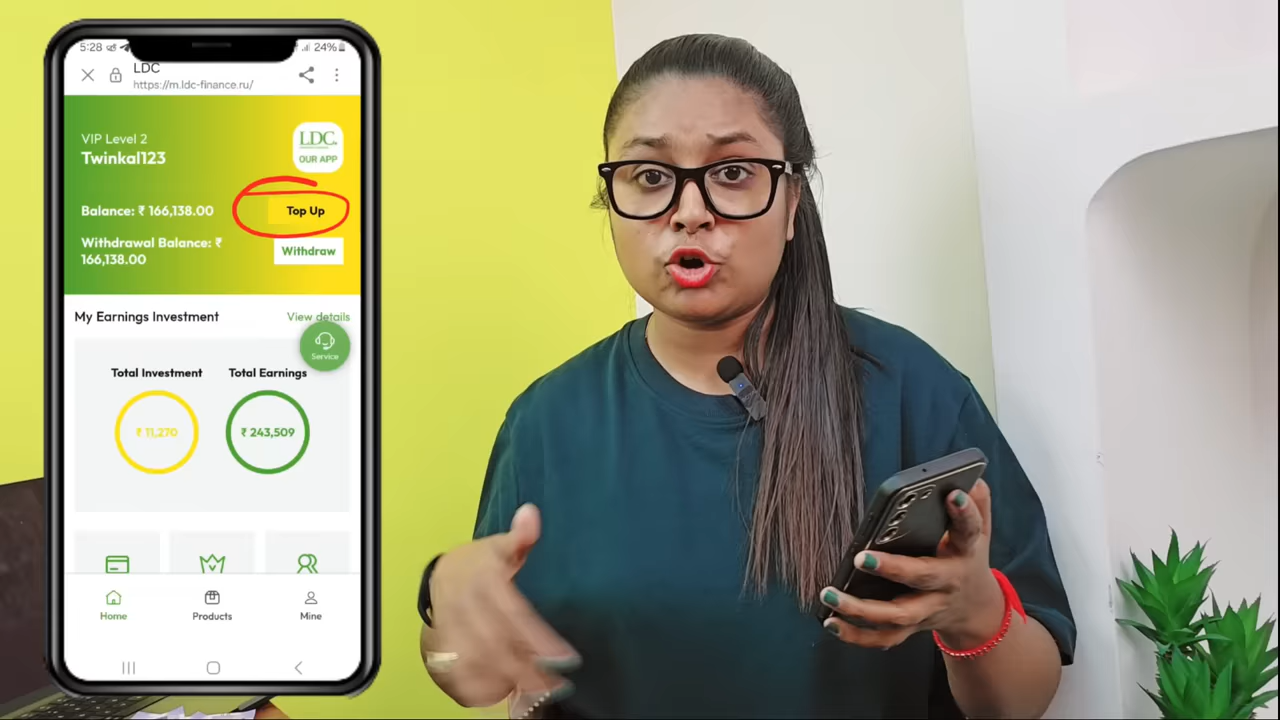 5:28
24%
LDC
https://m.ldc-finance.ru/
VIP Level 2
Twinkal123
LDC
OUR APP
Balance: ₹ 166,138.00
Top Up
Withdrawal Balance: ₹
166,138.00
Withdraw
My Earnings Investment
View details
Service
Total Investment
Total Earnings
₹ 11,270
₹ 243,509
Home
Products
Mine